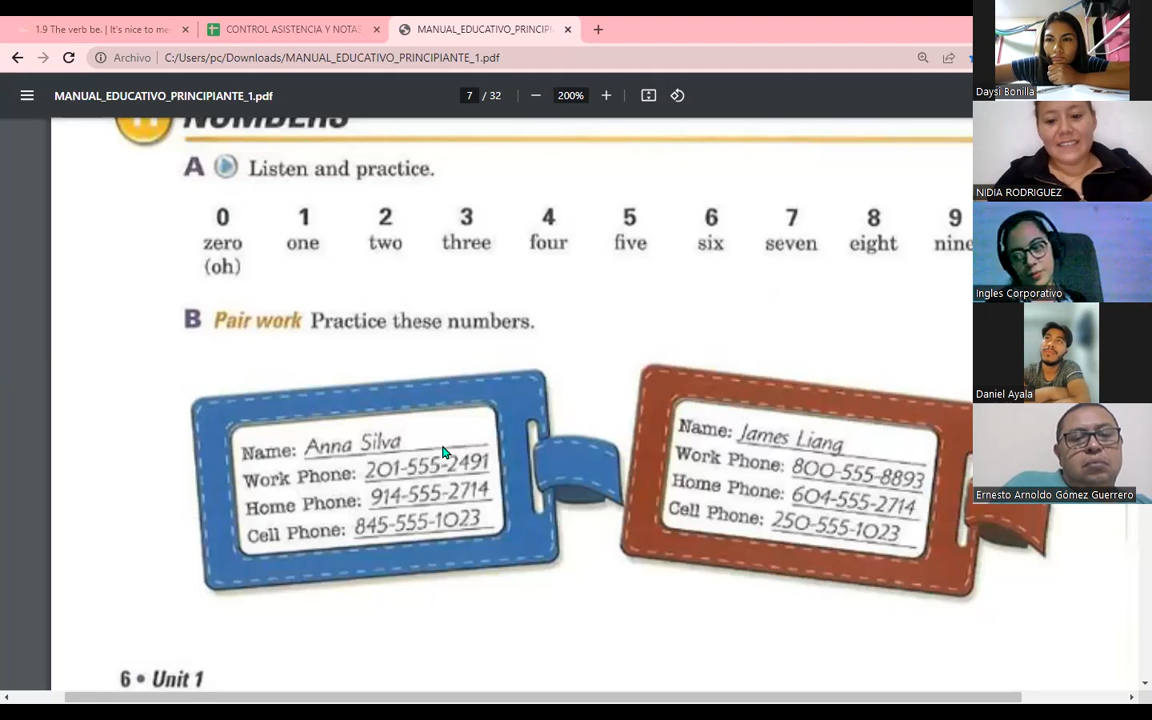 1.9 The verb be. | It's nice to me
CONTROL ASISTENCIA Y NOTAS
MANUAL_EDUCATIVO_PRINCIPI
Archivo | C:/Users/pc/Downloads/MANUAL_EDUCATIVO_PRINCIPIANTE_1.pdf
MANUAL_EDUCATIVO_PRINCIPIANTE_1.pdf
7 / 32
200%
NUMBERS
A Listen and practice.
0 1 2 3 4 5 6 7 8 9
zero one two three four five six seven eight nine
(oh)
B Pair work Practice these numbers.
Name: Anna Silva
Work Phone: 201-555-2491
Home Phone: 914-555-2714
Cell Phone: 845-555-1023
Name: James Liang
Work Phone: 800-555-8893
Home Phone: 604-555-2714
Cell Phone: 250-555-1023
6 • Unit 1
Daysi Bonilla
NIDIA RODRIGUEZ
Ingles Corporativo
Daniel Ayala
Ernesto Arnoldo Gómez Guerrero